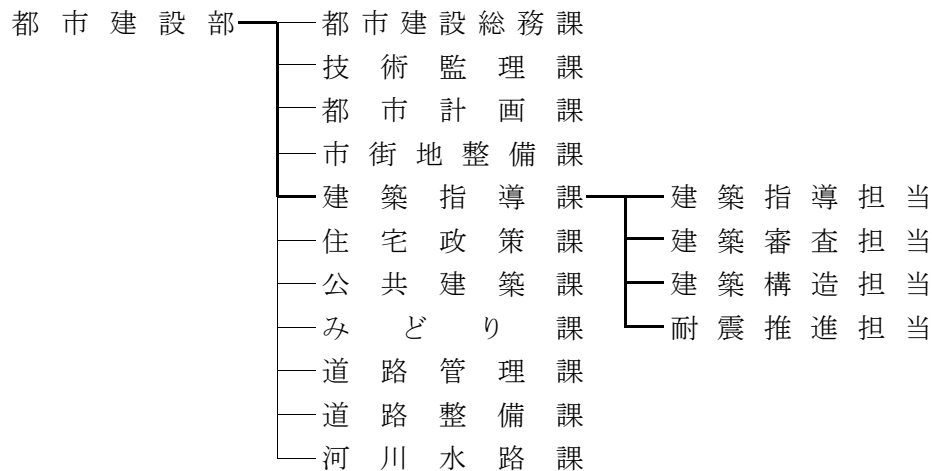 都市建設部 都市建設総務課
技術監理課
都市計画課
市街地整備課
建築指導課 建築指導担当
住宅政策課 建築審査担当
公共建築課 建築構造担当
みどり課 耐震推進担当
道路管理課
道路整備課
河川水路課